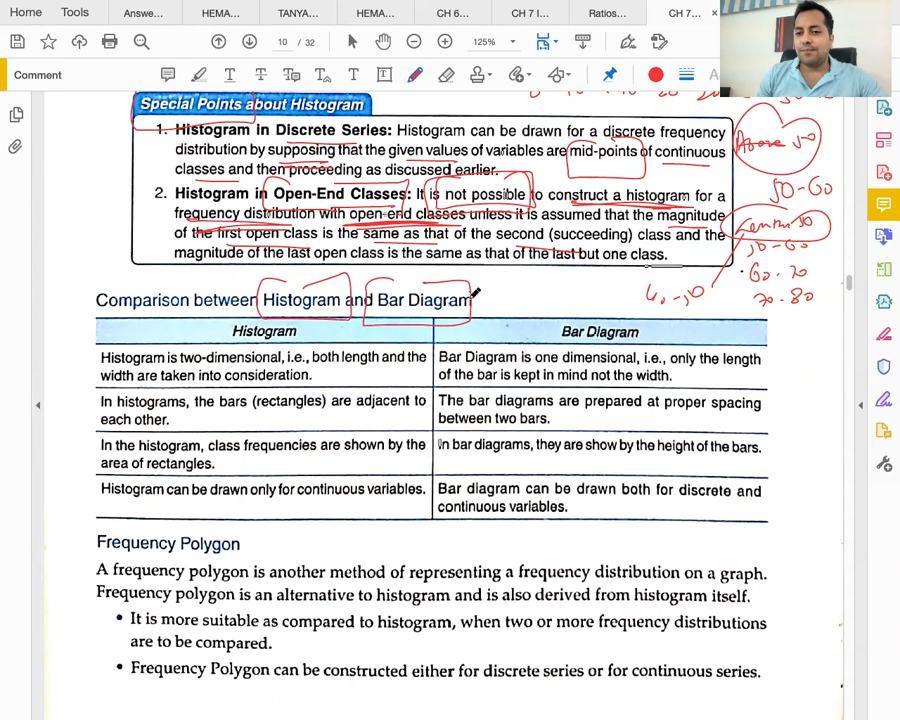 Home Tools Answe... HEMA... TANYA... HEMA... CH 6... CH 7 I... Ratios... CH 7... ×
10 / 32 125%
Comment
Special Points about Histogram
1. Histogram in Discrete Series: Histogram can be drawn for a discrete frequency
distribution by supposing that the given values of variables are mid-points of continuous
classes and then proceeding as discussed earlier.
2. Histogram in Open-End Classes: It is not possible to construct a histogram for a
frequency distribution with open-end classes unless it is assumed that the magnitude
of the first open class is the same as that of the second (succeeding) class and the
magnitude of the last open class is the same as that of the last but one class.
Above 50
50-60
50-60
60-70
70-80
40-50
Comparison between Histogram and Bar Diagram
Histogram Bar Diagram
Histogram is two-dimensional, i.e., both length and the
width are taken into consideration.
Bar Diagram is one dimensional, i.e., only the length
of the bar is kept in mind not the width.
In histograms, the bars (rectangles) are adjacent to
each other.
The bar diagrams are prepared at proper spacing
between two bars.
In the histogram, class frequencies are shown by the
area of rectangles.
In bar diagrams, they are show by the height of the bars.
Histogram can be drawn only for continuous variables.
Bar diagram can be drawn both for discrete and
continuous variables.
Frequency Polygon
A frequency polygon is another method of representing a frequency distribution on a graph.
Frequency polygon is an alternative to histogram and is also derived from histogram itself.
• It is more suitable as compared to histogram, when two or more frequency distributions
are to be compared.
• Frequency Polygon can be constructed either for discrete series or for continuous series.